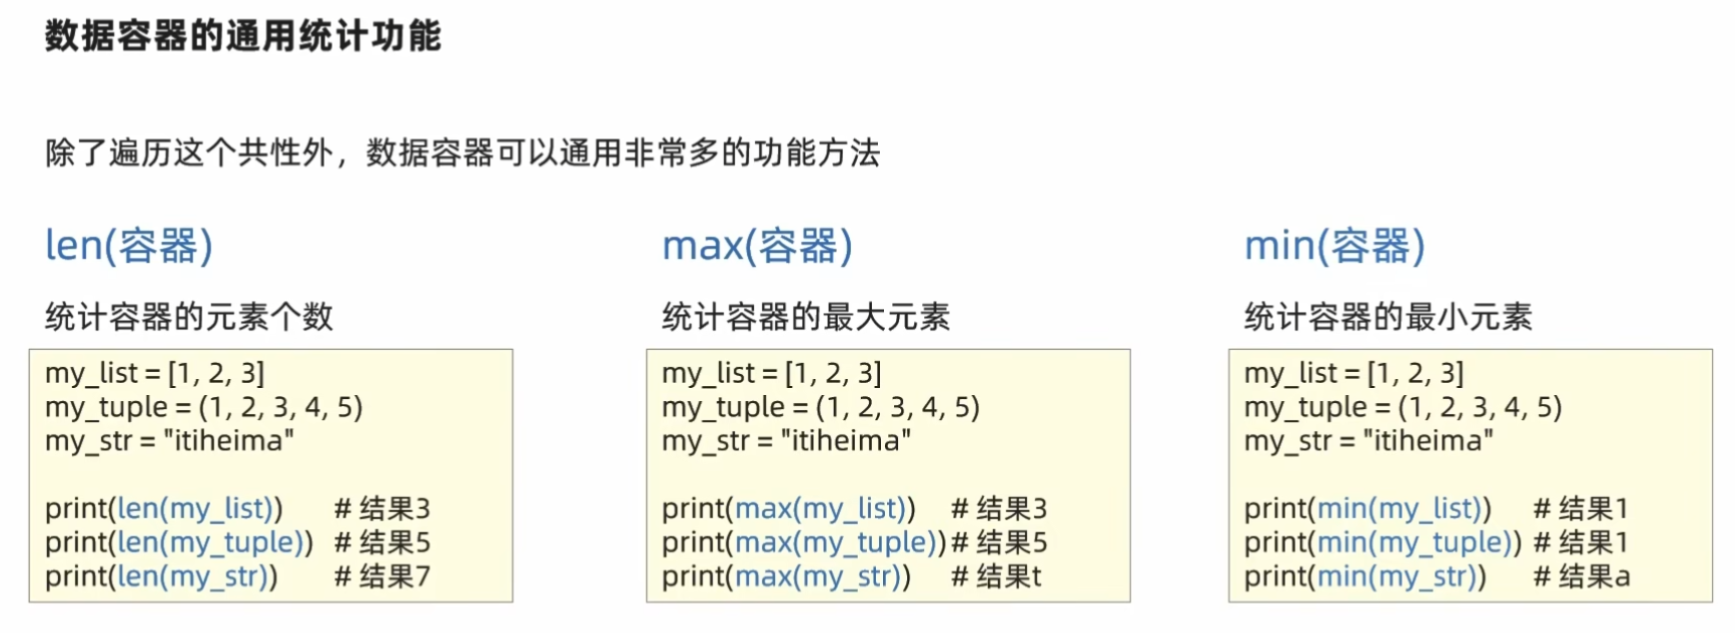 数据容器的通用统计功能
除了遍历这个共性外，数据容器可以通用非常多的功能方法
len(容器)
统计容器的元素个数
my_list = [1, 2, 3]
my_tuple = (1, 2, 3, 4, 5)
my_str = "itiheima"
print(len(my_list)) # 结果3
print(len(my_tuple)) # 结果5
print(len(my_str)) # 结果7
max(容器)
统计容器的最大元素
my_list = [1, 2, 3]
my_tuple = (1, 2, 3, 4, 5)
my_str = "itiheima"
print(max(my_list)) # 结果3
print(max(my_tuple))# 结果5
print(max(my_str)) # 结果t
min(容器)
统计容器的最小元素
my_list = [1, 2, 3]
my_tuple = (1, 2, 3, 4, 5)
my_str = "itiheima"
print(min(my_list)) # 结果1
print(min(my_tuple)) # 结果1
print(min(my_str)) # 结果a